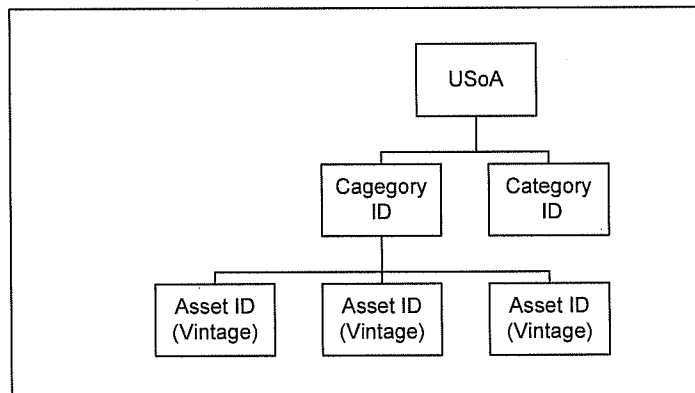 USoA
Cagegory
ID
Category
ID
Asset ID
(Vintage)
Asset ID
(Vintage)
Asset ID
(Vintage)